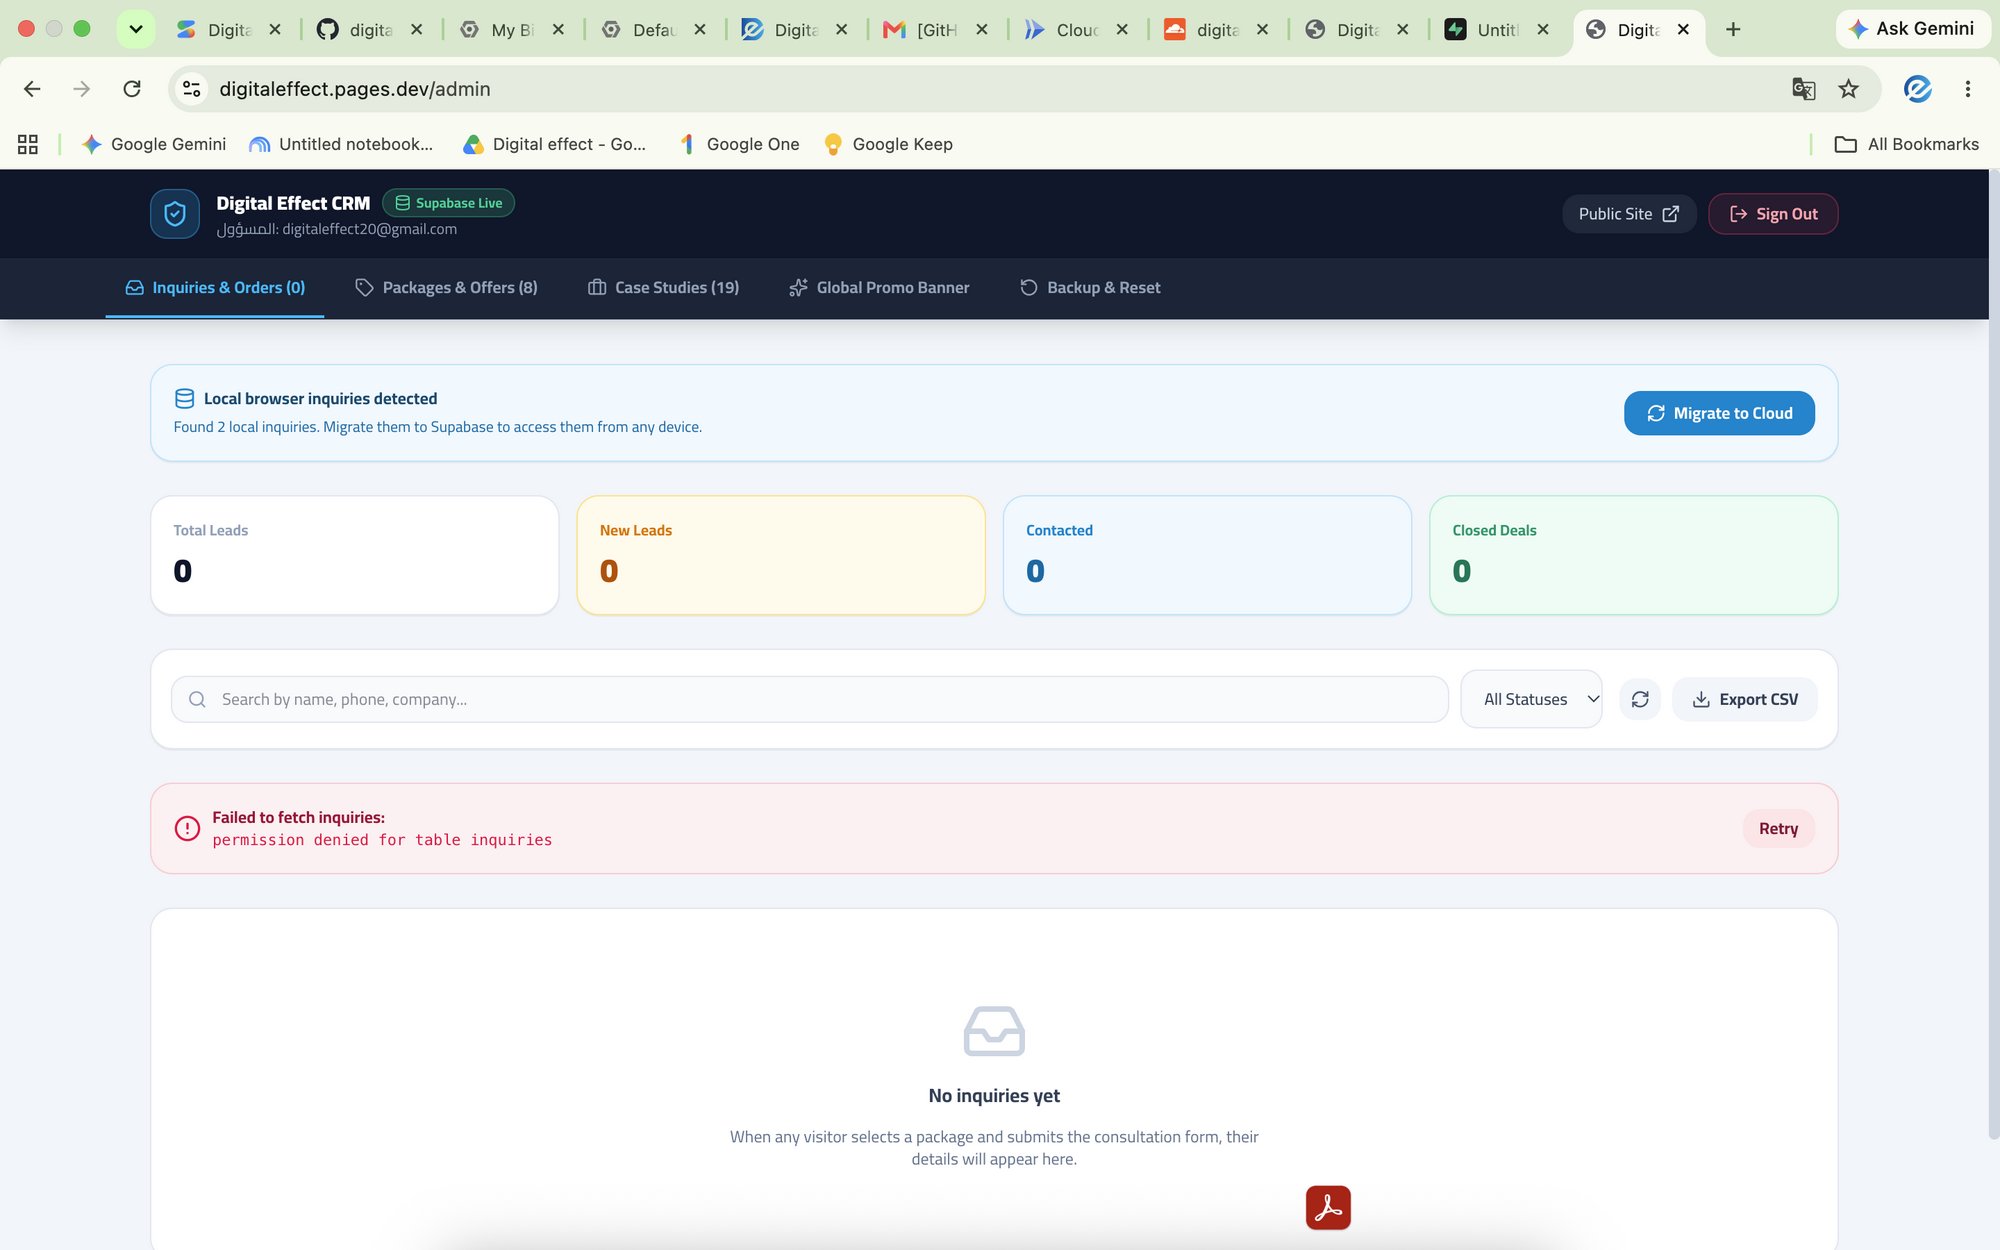 Digita
digita
My Bi
Defau
Digita
[GitH
Cloud
digita
Digita
Untitl
Digita
Ask Gemini
digitaleffect.pages.dev/admin
Google Gemini
Untitled notebook...
Digital effect - Go...
Google One
Google Keep
All Bookmarks
Digital Effect CRM
Supabase Live
المسؤول: digitaleffect20@gmail.com
Public Site
Sign Out
Inquiries & Orders (0)
Packages & Offers (8)
Case Studies (19)
Global Promo Banner
Backup & Reset
Local browser inquiries detected
Found 2 local inquiries. Migrate them to Supabase to access them from any device.
Migrate to Cloud
Total Leads
0
New Leads
0
Contacted
0
Closed Deals
0
Search by name, phone, company...
All Statuses
Export CSV
Failed to fetch inquiries:
permission denied for table inquiries
Retry
No inquiries yet
When any visitor selects a package and submits the consultation form, their
details will appear here.